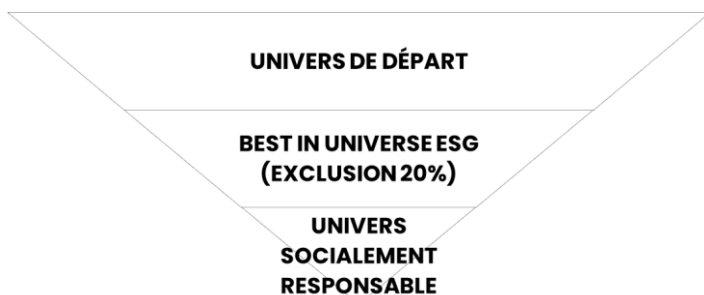 UNIVERS DE DÉPART
BEST IN UNIVERSE ESG
(EXCLUSION 20%)
UNIVERS
SOCIALEMENT
RESPONSABLE